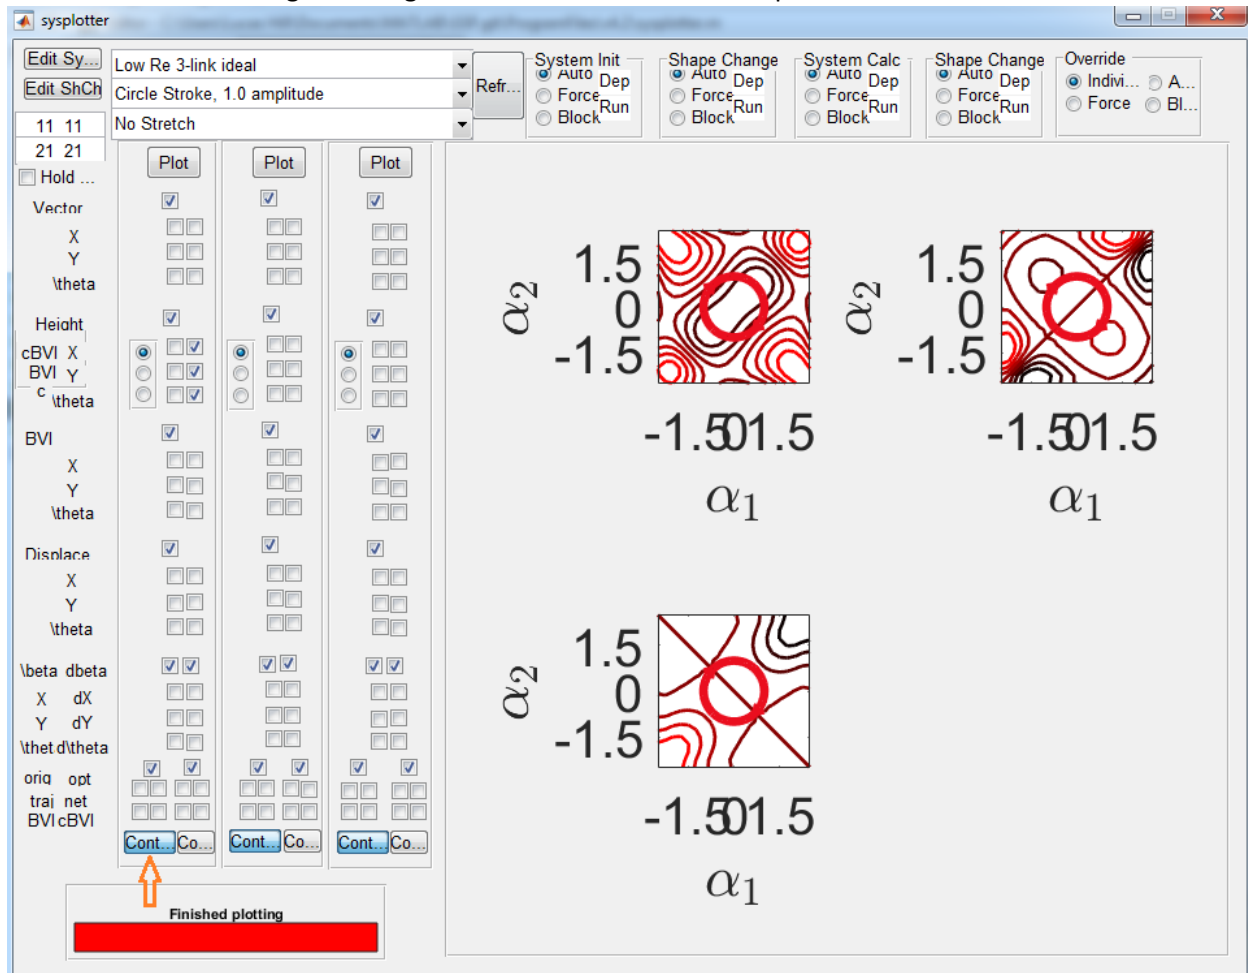 sysplotter
Edit Sy...
Edit ShCh
Low Re 3-link ideal
Circle Stroke, 1.0 amplitude
No Stretch
Refr...
System Init
Auto Dep
Force
Run
Block
Shape Change
Auto Dep
Force
Run
Block
System Calc
Auto Dep
Force
Run
Block
Shape Change
Auto Dep
Force
Run
Block
Override
Indivi... A...
Force Bl...
11 11
21 21
Hold ...
Plot Plot Plot
Vector
X
Y
\theta
Height
cBVI X
BVI Y
c \theta
BVI
X
Y
\theta
Displace
X
Y
\theta
\beta dbeta
X dX
Y dY
\thet d\theta
orig opt
traj net
BVI cBVI
Cont... Co... Cont... Co... Cont... Co...
Finished plotting
α2
1.5
0
-1.5
-1.5 0 1.5
α1
α2
1.5
0
-1.5
-1.5 0 1.5
α1
α2
1.5
0
-1.5
-1.5 0 1.5
α1